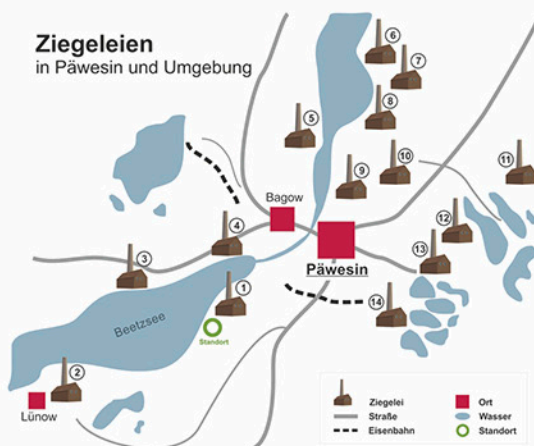 Ziegeleien
in Päwesin und Umgebung
6
7
8
5
9
10
11
Bagow
12
4
13
3
Päwesin
1
14
Beetzsee
Standort
2
Lünow
Ziegelei
Ort
Straße
Wasser
Eisenbahn
Standort